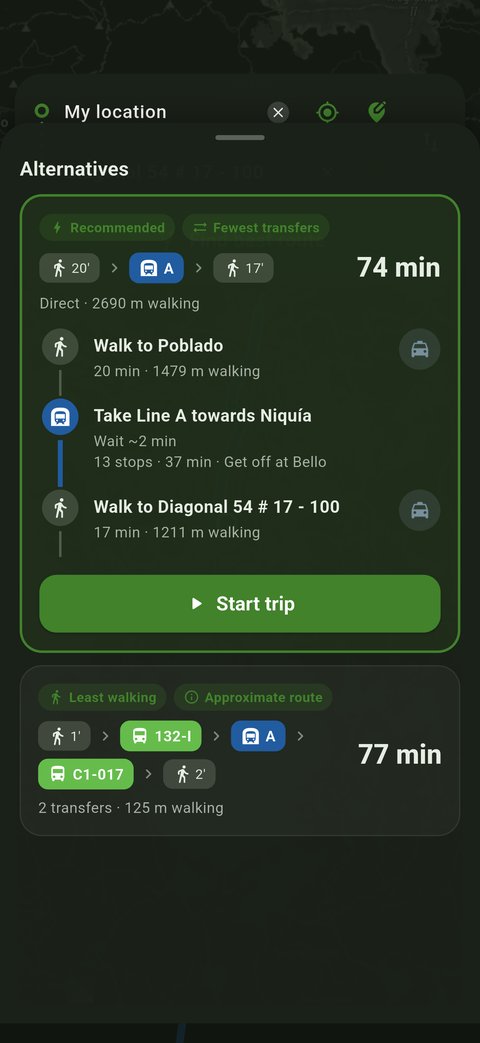 My location
54 # 17 - 100
Alternatives
Recommended
Fewest transfers
20'
A
17'
74 min
Direct · 2690 m walking
Walk to Poblado
20 min · 1479 m walking
Take Line A towards Niquía
Wait ~2 min
13 stops · 37 min · Get off at Bello
Walk to Diagonal 54 # 17 - 100
17 min · 1211 m walking
Start trip
Least walking
Approximate route
1'
132-I
A
C1-017
2'
77 min
2 transfers · 125 m walking